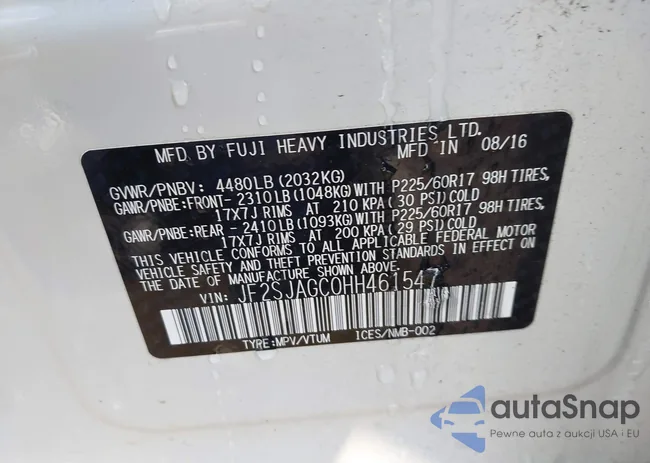 MFD BY FUJI HEAVY INDUSTRIES LTD.
MFD IN 08/16
GVWR/PNBV: 4480LB (2032KG)
GAWR/PNBE:FRONT- 2310LB(1048KG)WITH P225/60R17 98H TIRES,
17X7J RIMS AT 210 KPA(30 PSI)COLD
GAWR/PNBE:REAR - 2410LB(1093KG)WITH P225/60R17 98H TIRES,
17X7J RIMS AT 200 KPA(29 PSI)COLD
THIS VEHICLE CONFORMS TO ALL APPLICABLE FEDERAL MOTOR
VEHICLE SAFETY AND BUMPER STANDARDS IN EFFECT ON
THE DATE OF MANUFACTURE SHOWN ABOVE.
VIN: JF2SJAGC0HH461547
TYPE:MPV/VTUM ICES/NMB-002
autoSnap
Pewne auta z aukcji USA i EU